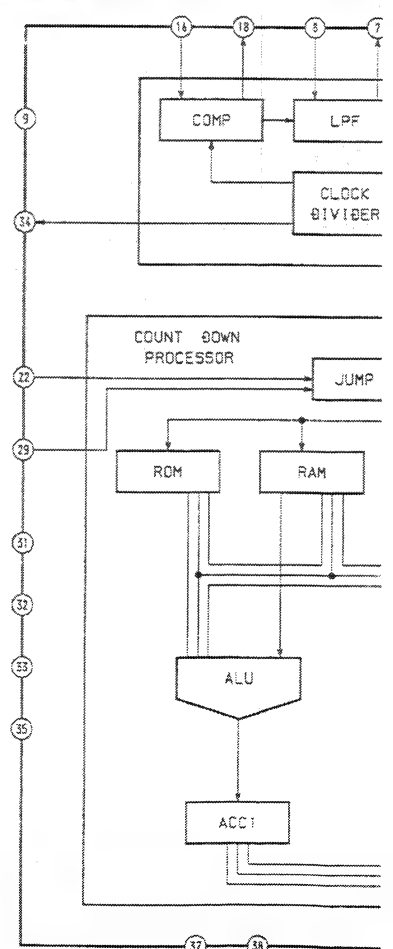 16 18 8 7
9
COMP
LPF
CLOCK
DIVIDER
34
COUNT DOWN
PROCESSOR
22
JUMP
29
ROM
RAM
31
32
33
ALU
35
ACC1
37 38